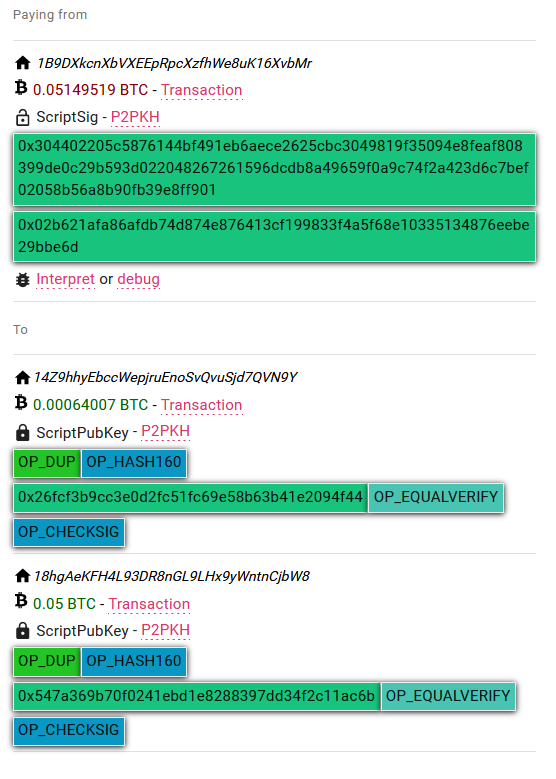 Paying from
1B9DXkcnXbVXEEpRpcXzfhWe8uK16XvbMr
0.05149519 BTC - Transaction
ScriptSig - P2PKH
0x304402205c5876144bf491eb6aece2625cbc3049819f35094e8feaf808
399de0c29b593d022048267261596dcdb8a49659f0a9c74f2a423d6c7bef
02058b56a8b90fb39e8ff901
0x02b621afa86afdb74d874e876413cf199833f4a5f68e10335134876eebe
29bbe6d
Interpret or debug
To
14Z9hhyEbccWepjruEnoSvQvuSjd7QVN9Y
0.00064007 BTC - Transaction
ScriptPubKey - P2PKH
OP_DUP OP_HASH160
0x26fcf3b9cc3e0d2fc51fc69e58b63b41e2094f44 OP_EQUALVERIFY
OP_CHECKSIG
18hgAeKFH4L93DR8nGL9LHx9yWntnCjbW8
0.05 BTC - Transaction
ScriptPubKey - P2PKH
OP_DUP OP_HASH160
0x547a369b70f0241ebd1e8288397dd34f2c11ac6b OP_EQUALVERIFY
OP_CHECKSIG